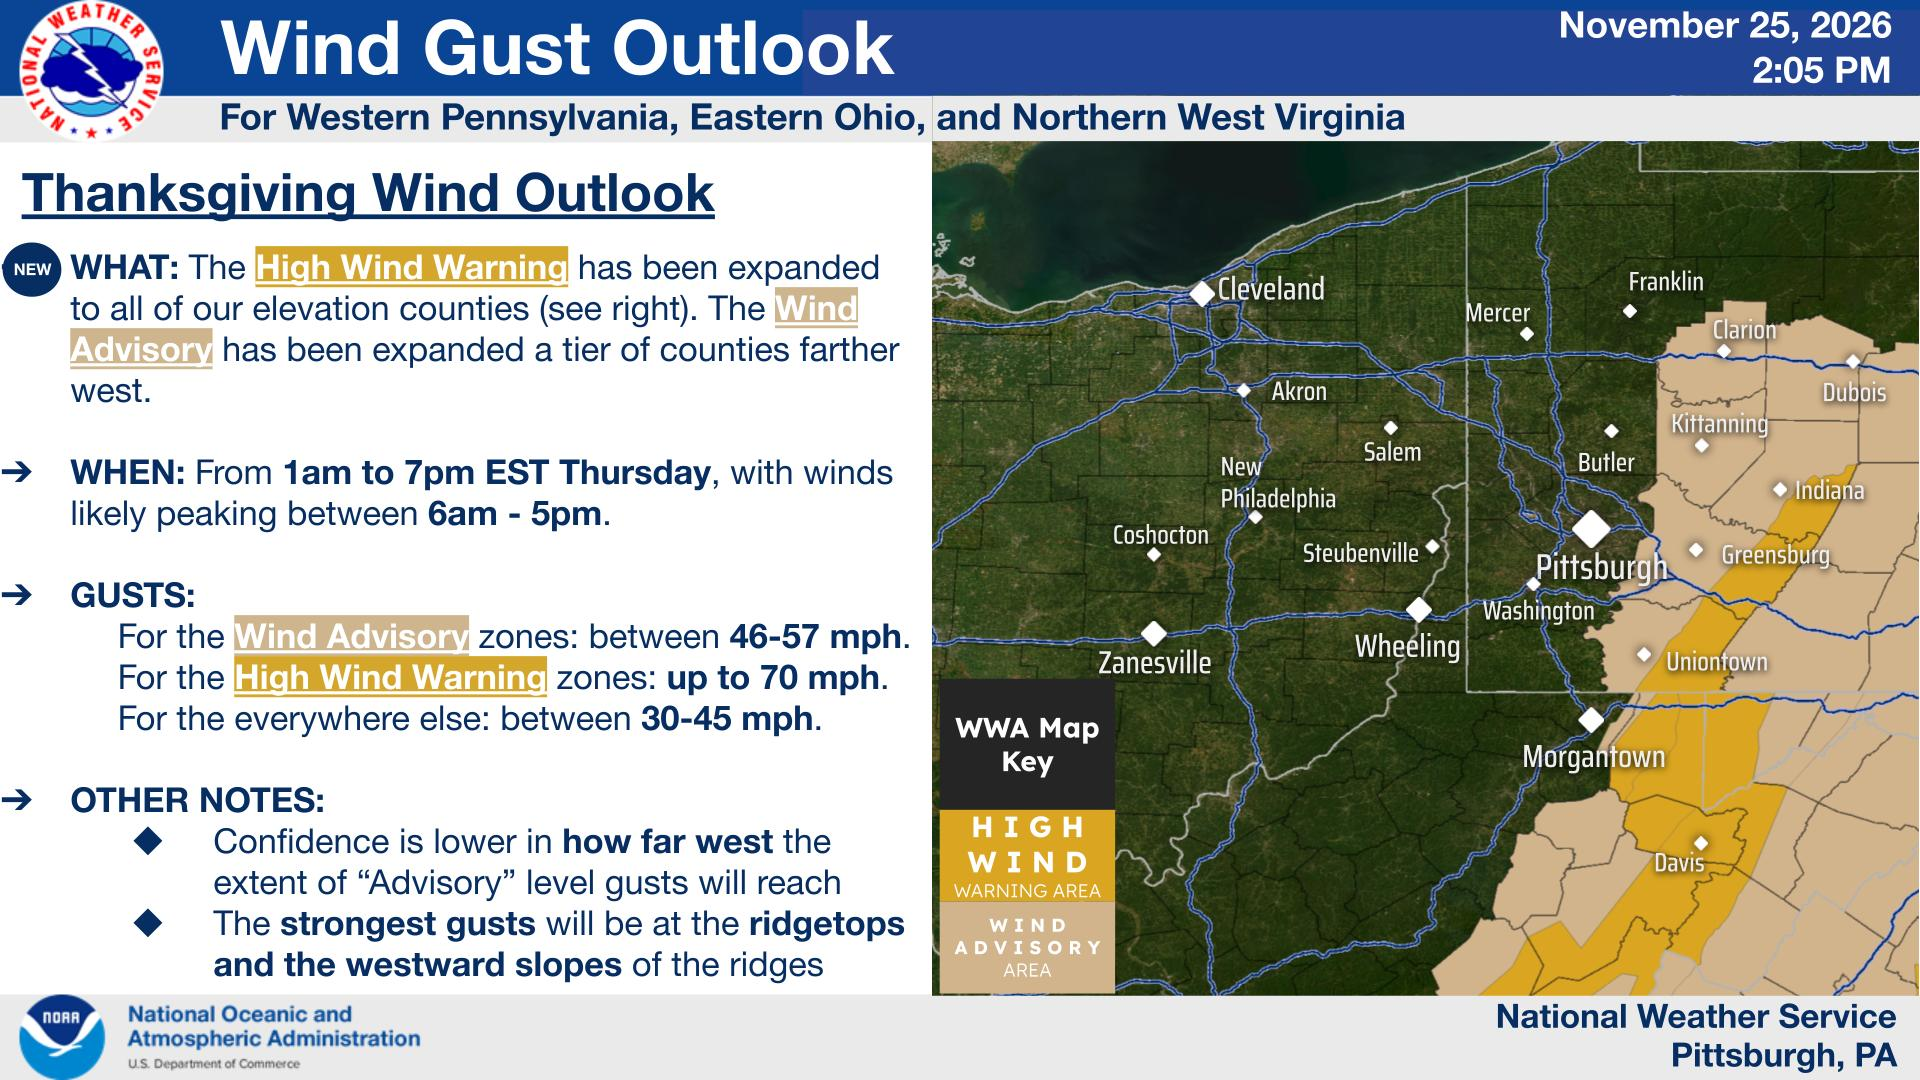 NATIONAL WEATHER SERVICE
Wind Gust Outlook
November 25, 2026
2:05 PM
For Western Pennsylvania, Eastern Ohio, and Northern West Virginia
Thanksgiving Wind Outlook
NEW
WHAT: The High Wind Warning has been expanded
to all of our elevation counties (see right). The Wind
Advisory has been expanded a tier of counties farther
west.
➔ WHEN: From 1am to 7pm EST Thursday, with winds
likely peaking between 6am - 5pm.
➔ GUSTS:
For the Wind Advisory zones: between 46-57 mph.
For the High Wind Warning zones: up to 70 mph.
For the everywhere else: between 30-45 mph.
➔ OTHER NOTES:
◆ Confidence is lower in how far west the
extent of “Advisory” level gusts will reach
◆ The strongest gusts will be at the ridgetops
and the westward slopes of the ridges
Cleveland
Franklin
Mercer
Clarion
Dubois
Akron
Kittanning
Salem
Butler
New
Philadelphia
Indiana
Coshocton
Steubenville
Pittsburgh
Greensburg
Washington
Wheeling
Zanesville
Uniontown
Morgantown
Davis
WWA Map
Key
HIGH
WIND
WARNING AREA
WIND
ADVISORY
AREA
NOAA
National Oceanic and
Atmospheric Administration
U.S. Department of Commerce
National Weather Service
Pittsburgh, PA